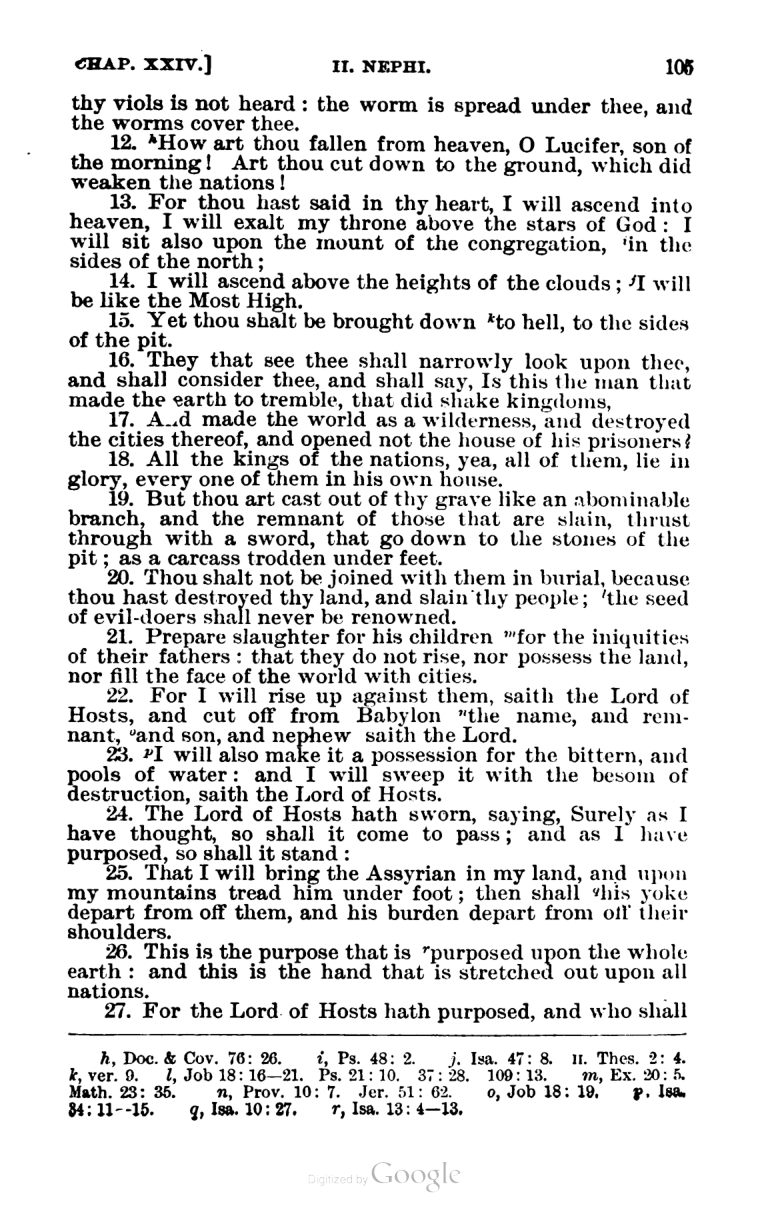 CHAP. XXIV.] II. NEPHI. 105
thy viols is not heard : the worm is spread under thee, and
the worms cover thee.
12. ʰHow art thou fallen from heaven, O Lucifer, son of
the morning! Art thou cut down to the ground, which did
weaken the nations!
13. For thou hast said in thy heart, I will ascend into
heaven, I will exalt my throne above the stars of God : I
will sit also upon the mount of the congregation, ⁱin the
sides of the north ;
14. I will ascend above the heights of the clouds ; ʲI will
be like the Most High.
15. Yet thou shalt be brought down ᵏto hell, to the sides
of the pit.
16. They that see thee shall narrowly look upon thee,
and shall consider thee, and shall say, Is this the man that
made the earth to tremble, that did shake kingdoms,
17. A..d made the world as a wilderness, and destroyed
the cities thereof, and opened not the house of his prisoners?
18. All the kings of the nations, yea, all of them, lie in
glory, every one of them in his own house.
19. But thou art cast out of thy grave like an abominable
branch, and the remnant of those that are slain, thrust
through with a sword, that go down to the stones of the
pit ; as a carcass trodden under feet.
20. Thou shalt not be joined with them in burial, because
thou hast destroyed thy land, and slain thy people ; ˡthe seed
of evil-doers shall never be renowned.
21. Prepare slaughter for his children ᵐfor the iniquities
of their fathers : that they do not rise, nor possess the land,
nor fill the face of the world with cities.
22. For I will rise up against them, saith the Lord of
Hosts, and cut off from Babylon ⁿthe name, and rem-
nant, ᵒand son, and nephew saith the Lord.
23. ᵖI will also make it a possession for the bittern, and
pools of water : and I will sweep it with the besom of
destruction, saith the Lord of Hosts.
24. The Lord of Hosts hath sworn, saying, Surely as I
have thought, so shall it come to pass ; and as I have
purposed, so shall it stand :
25. That I will bring the Assyrian in my land, and upon
my mountains tread him under foot ; then shall qhis yoke
depart from off them, and his burden depart from off their
shoulders.
26. This is the purpose that is ʳpurposed upon the whole
earth : and this is the hand that is stretched out upon all
nations.
27. For the Lord of Hosts hath purposed, and who shall
h, Doc. & Cov. 76: 26. i, Ps. 48: 2. j. Isa. 47: 8. II. Thes. 2: 4.
k, ver. 9. l, Job 18: 16—21. Ps. 21: 10. 37: 28. 109: 13. m, Ex. 20: 5.
Math. 23: 35. n, Prov. 10: 7. Jer. 51: 62. o, Job 18: 19. p. Isa.
34: 11--15. q, Isa. 10: 27. r, Isa. 13: 4—13.
Digitized by Google